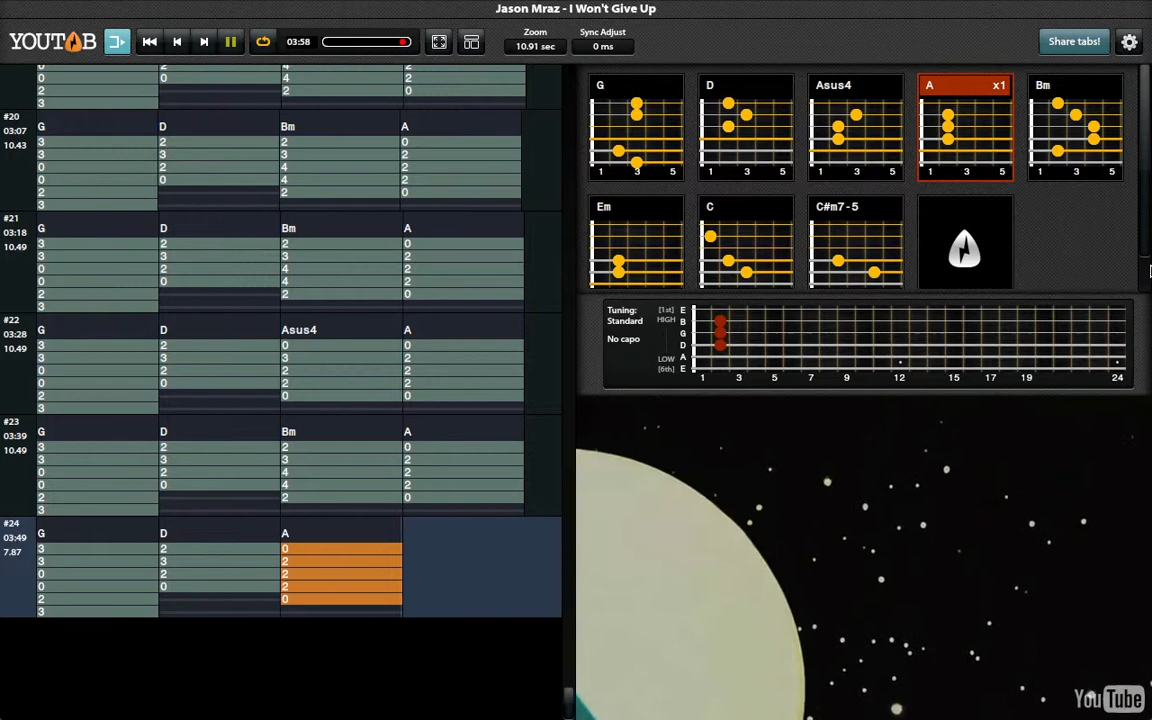 Jason Mraz - I Won't Give Up
YOUTAB
03:58
Zoom
10.91 sec
Sync Adjust
0 ms
Share tabs!
0 0 4 2
2 4 0
3 2
#20
03:07
10.43
G D Bm A
3 2 2 0
3 3 3 2
0 2 4 2
0 0 4 2
2 2 0
3
#21
03:18
10.49
G D Bm A
3 2 2 0
3 3 3 2
0 2 4 2
0 0 4 2
2 2 0
3
#22
03:28
10.49
G D Asus4 A
3 2 0 0
3 3 3 2
0 2 2 2
0 0 2 2
2 0 0
3
#23
03:39
10.49
G D Bm A
3 2 2 0
3 3 3 2
0 2 4 2
0 0 4 2
2 2 0
3
#24
03:49
7.87
G D A
3 2 0
3 3 2
0 2 2
0 0 2
2 0
3
G D Asus4 A x1 Bm
1 3 5 1 3 5 1 3 5 1 3 5 1 3 5
Em C C#m7-5
Tuning:
Standard
No capo
[1st]
HIGH
LOW
[6th]
E
B
G
D
A
E
1 3 5 7 9 12 15 17 19 24
YouTube